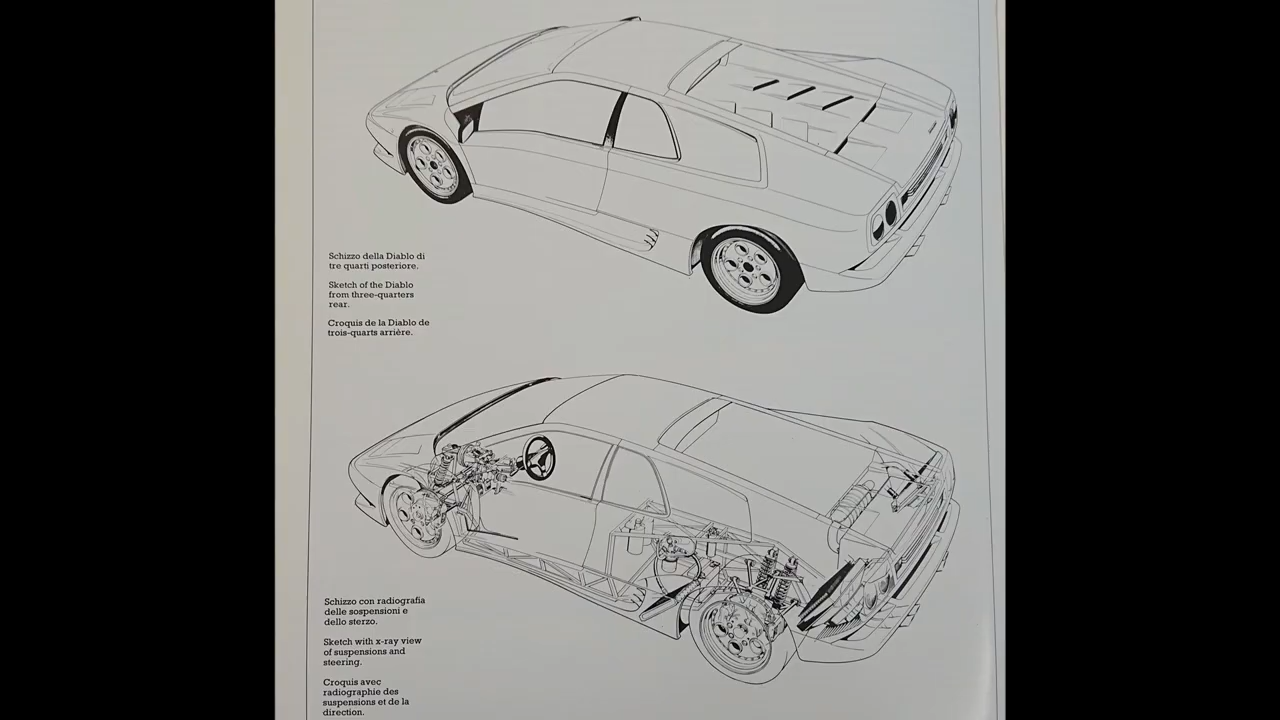 Schizzo della Diablo di
tre quarti posteriore.
Sketch of the Diablo
from three-quarters
rear.
Croquis de la Diablo de
trois-quarts arrière.
Schizzo con radiografia
delle sospensioni e
dello sterzo.
Sketch with x-ray view
of suspensions and
steering.
Croquis avec
radiographie des
suspensions et de la
direction.